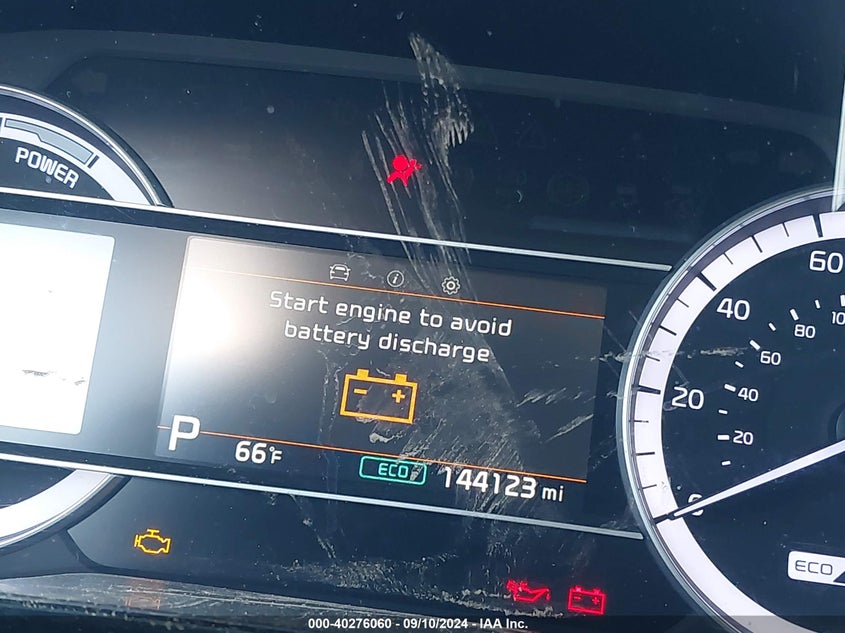 POWER
Start engine to avoid
battery discharge
P
66°F
ECO
144123 mi
60
40
20
0
80
60
40
20
ECO
000-40276060 - 09/10/2024 - IAA Inc.